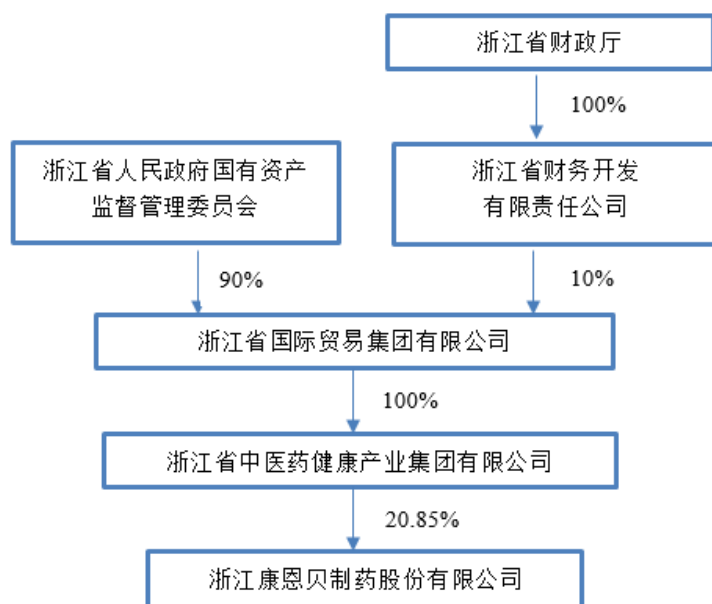 浙江省财政厅
100%
浙江省人民政府国有资产
监督管理委员会
浙江省财务开发
有限责任公司
90%
10%
浙江省国际贸易集团有限公司
100%
浙江省中医药健康产业集团有限公司
20.85%
浙江康恩贝制药股份有限公司